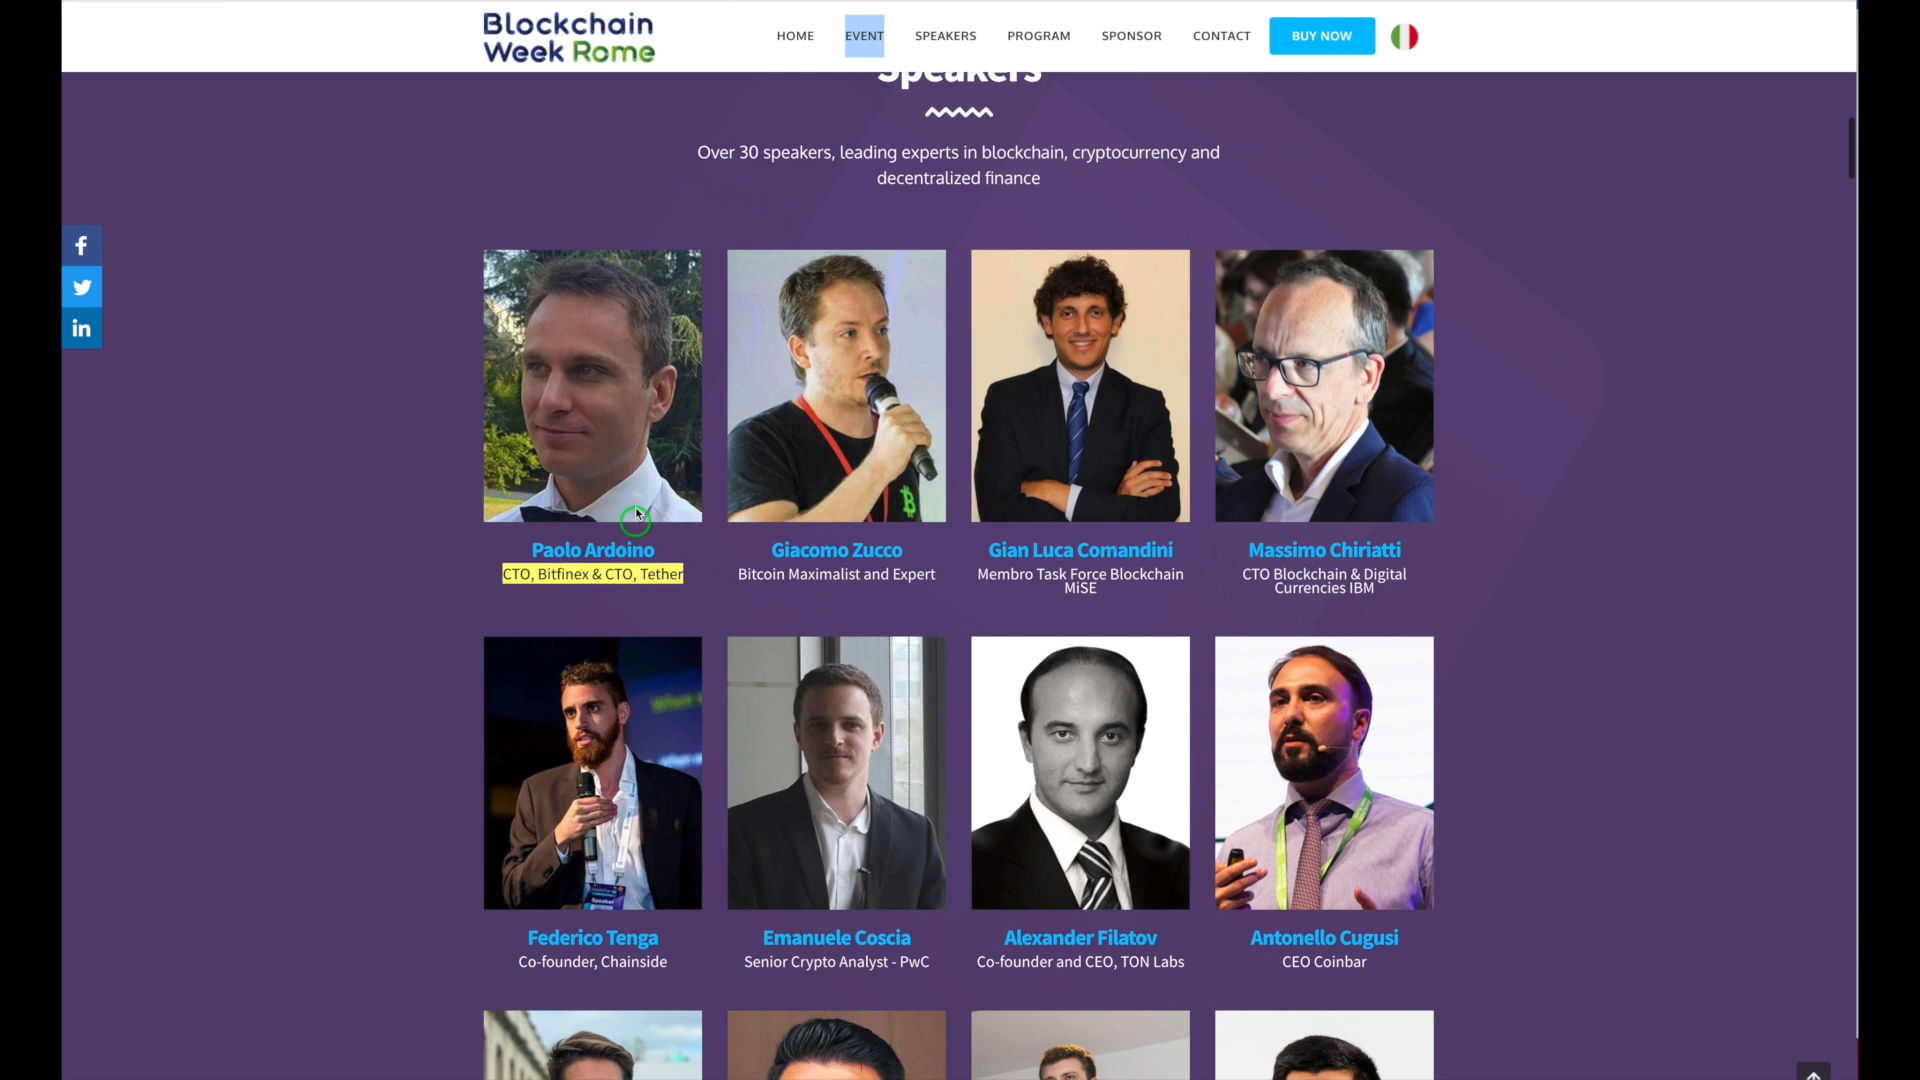 Blockchain
Week Rome
HOME EVENT SPEAKERS PROGRAM SPONSOR CONTACT BUY NOW
Speakers
Over 30 speakers, leading experts in blockchain, cryptocurrency and
decentralized finance
Paolo Ardoino
CTO, Bitfinex & CTO, Tether
Giacomo Zucco
Bitcoin Maximalist and Expert
Gian Luca Comandini
Membro Task Force Blockchain
MiSE
Massimo Chiriatti
CTO Blockchain & Digital
Currencies IBM
Federico Tenga
Co-founder, Chainside
Emanuele Coscia
Senior Crypto Analyst - PwC
Alexander Filatov
Co-founder and CEO, TON Labs
Antonello Cugusi
CEO Coinbar
Speaker